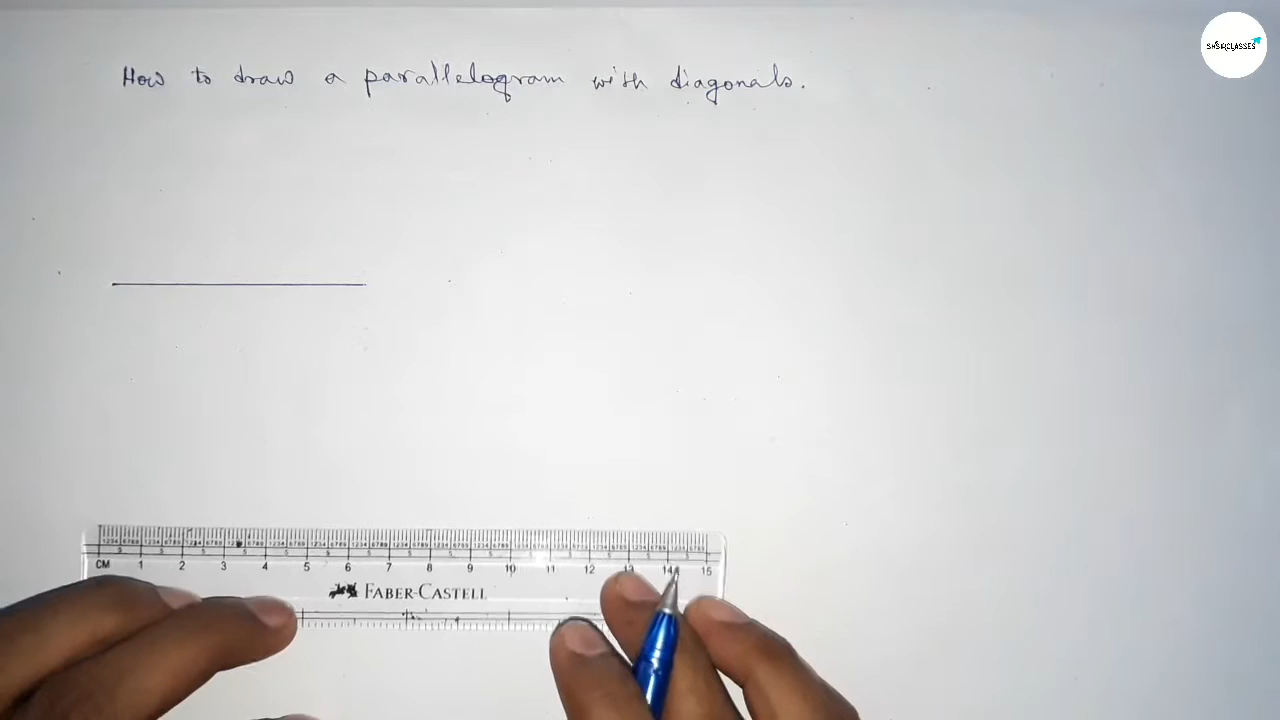 How to draw a parallelogram with diagonals.
SHSIRCLASSES
CM 1 2 3 4 5 6 7 8 9 10 11 12 13 14 15
FABER-CASTELL